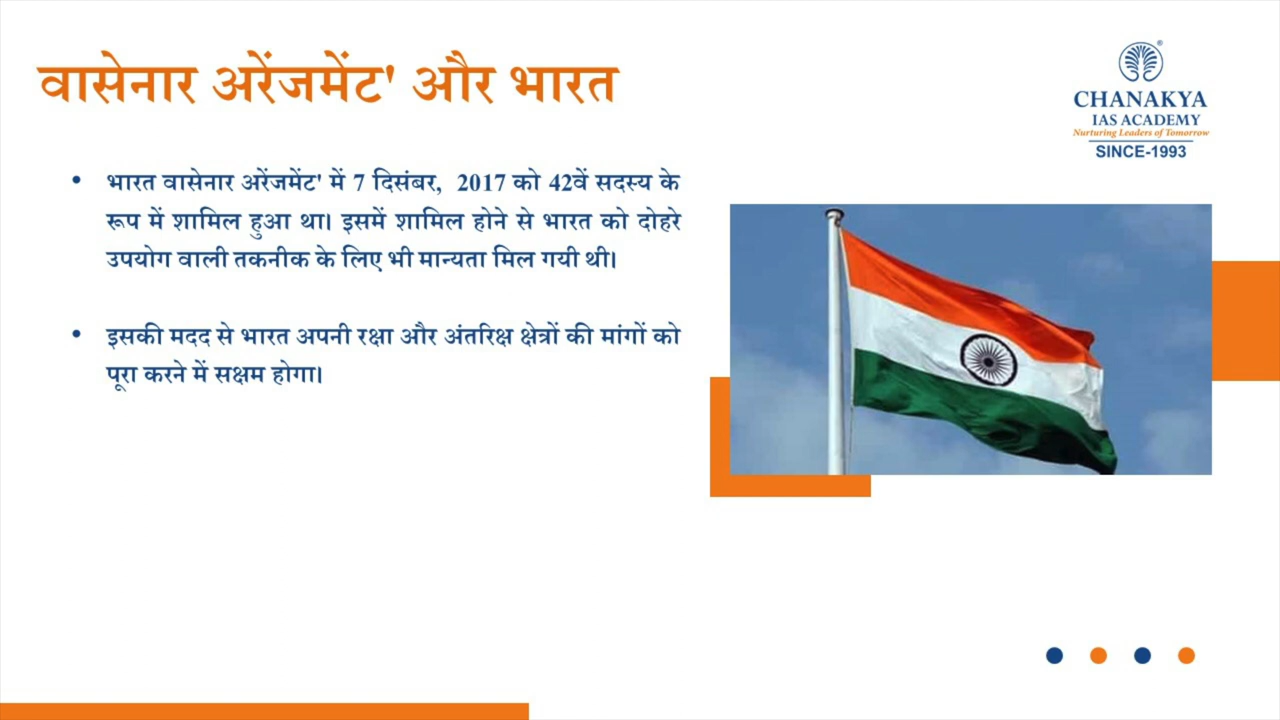 वासेनार अरेंजमेंट' और भारत
CHANAKYA
IAS ACADEMY
Nurturing Leaders of Tomorrow
SINCE-1993
• भारत वासेनार अरेंजमेंट' में 7 दिसंबर, 2017 को 42वें सदस्य के
रूप में शामिल हुआ था। इसमें शामिल होने से भारत को दोहरे
उपयोग वाली तकनीक के लिए भी मान्यता मिल गयी थी।
• इसकी मदद से भारत अपनी रक्षा और अंतरिक्ष क्षेत्रों की मांगों को
पूरा करने में सक्षम होगा।